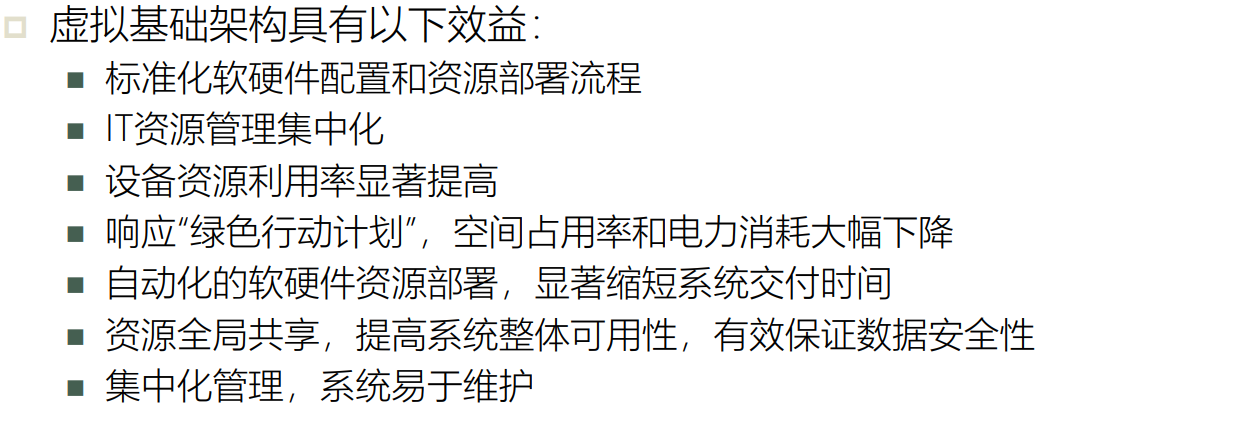 虚拟基础架构具有以下效益：
标准化软硬件配置和资源部署流程
IT资源管理集中化
设备资源利用率显著提高
响应“绿色行动计划”，空间占用率和电力消耗大幅下降
自动化的软硬件资源部署，显著缩短系统交付时间
资源全局共享，提高系统整体可用性，有效保证数据安全性
集中化管理，系统易于维护